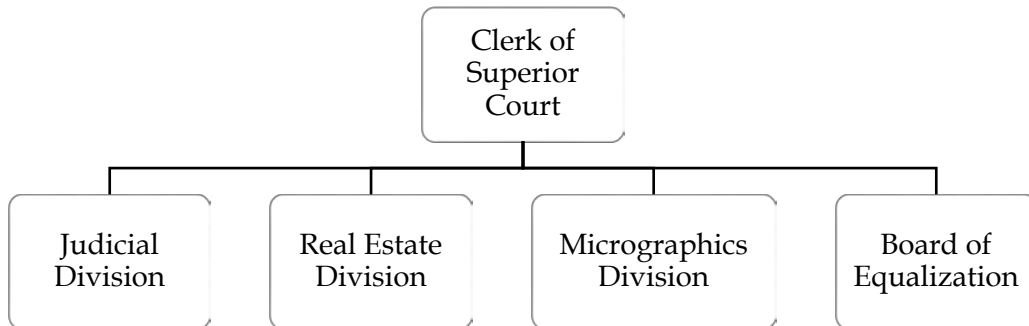 Clerk of
Superior
Court
Judicial
Division
Real Estate
Division
Micrographics
Division
Board of
Equalization